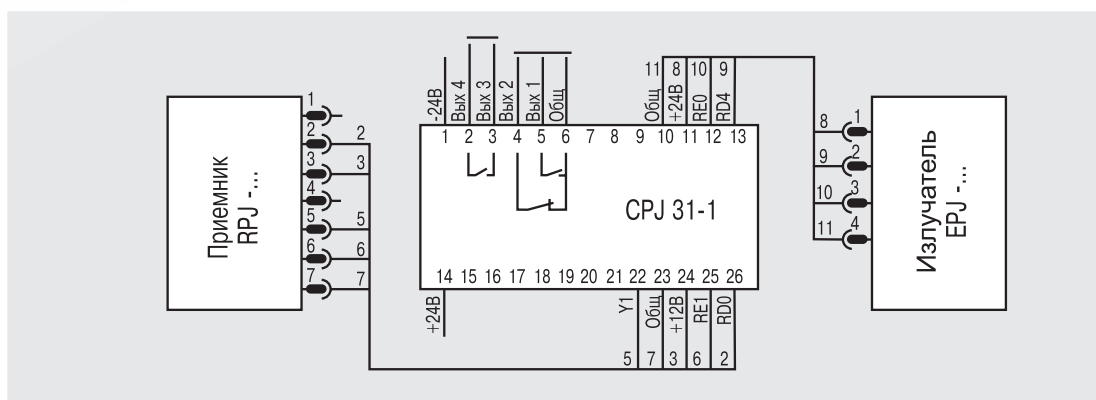 -24В
Вых 4
Вых 3
Вых 2
Вых 1
Общ
11 8 10 9
Общ
+24В
RE0
RD4
1 2 3 4 5 6 7 8 9 10 11 12 13
CPJ 31-1
14 15 16 17 18 19 20 21 22 23 24 25 26
+24В
Y1
Общ
+12В
RE1
RD0
5 7 3 6 2
Приемник
RPJ -...
1
2 2
3 3
4
5 5
6 6
7 7
8 1
9 2
10 3
11 4
Излучатель
EPJ -...